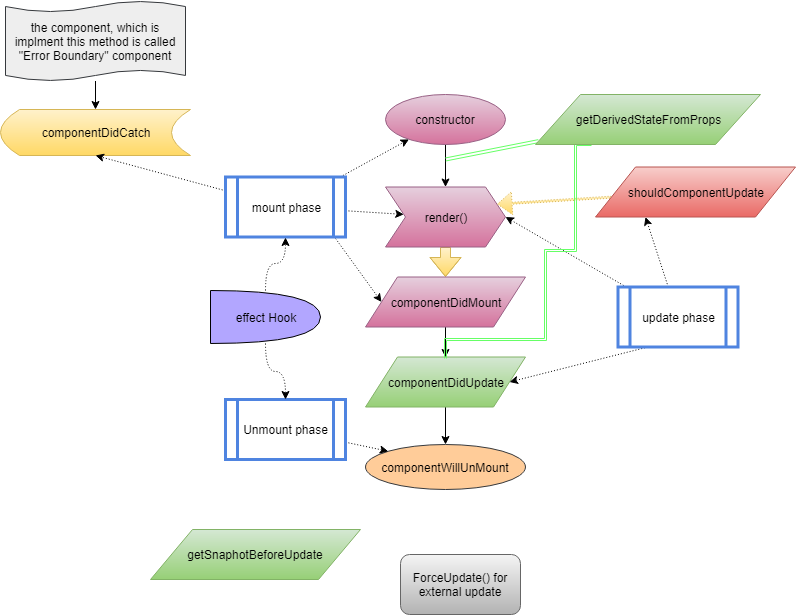 the component, which is
implment this method is called
"Error Boundary" component
componentDidCatch
constructor
getDerivedStateFromProps
mount phase
render()
shouldComponentUpdate
effect Hook
componentDidMount
update phase
componentDidUpdate
Unmount phase
componentWillUnMount
getSnaphotBeforeUpdate
ForceUpdate() for
external update